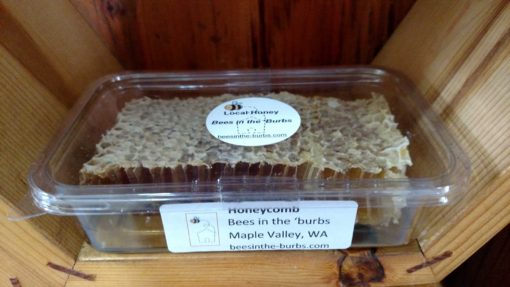 Local Honey
Bees in the 'Burbs
beesinthe-burbs.com
Honeycomb
Bees in the 'burbs
Maple Valley, WA
beesinthe-burbs.com